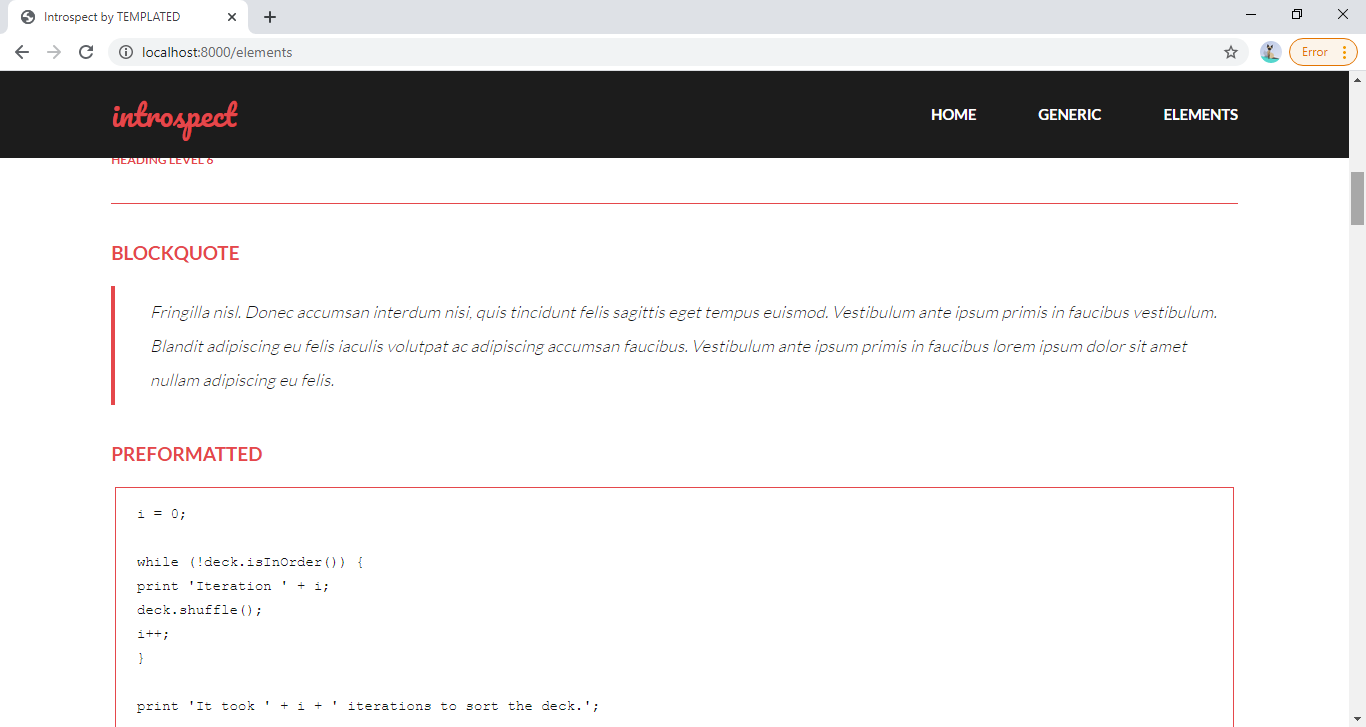 Introspect by TEMPLATED
localhost:8000/elements
Error
introspect
HOME
GENERIC
ELEMENTS
HEADING LEVEL 6
BLOCKQUOTE
Fringilla nisl. Donec accumsan interdum nisi, quis tincidunt felis sagittis eget tempus euismod. Vestibulum ante ipsum primis in faucibus vestibulum.
Blandit adipiscing eu felis iaculis volutpat ac adipiscing accumsan faucibus. Vestibulum ante ipsum primis in faucibus lorem ipsum dolor sit amet
nullam adipiscing eu felis.
PREFORMATTED
i = 0;
while (!deck.isInOrder()) {
print 'Iteration ' + i;
deck.shuffle();
i++;
}
print 'It took ' + i + ' iterations to sort the deck.';